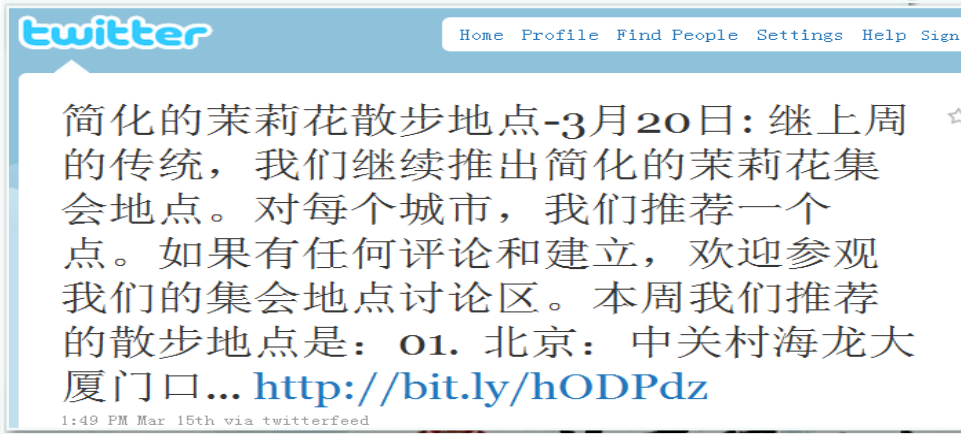 twitter
Home Profile Find People Settings Help Sign
简化的茉莉花散步地点-3月20日: 继上周
的传统，我们继续推出简化的茉莉花集
会地点。对每个城市，我们推荐一个
点。如果有任何评论和建立，欢迎参观
我们的集会地点讨论区。本周我们推荐
的散步地点是：01. 北京：中关村海龙大
厦门口... http://bit.ly/hODPdz
1:49 PM Mar 15th via twitterfeed